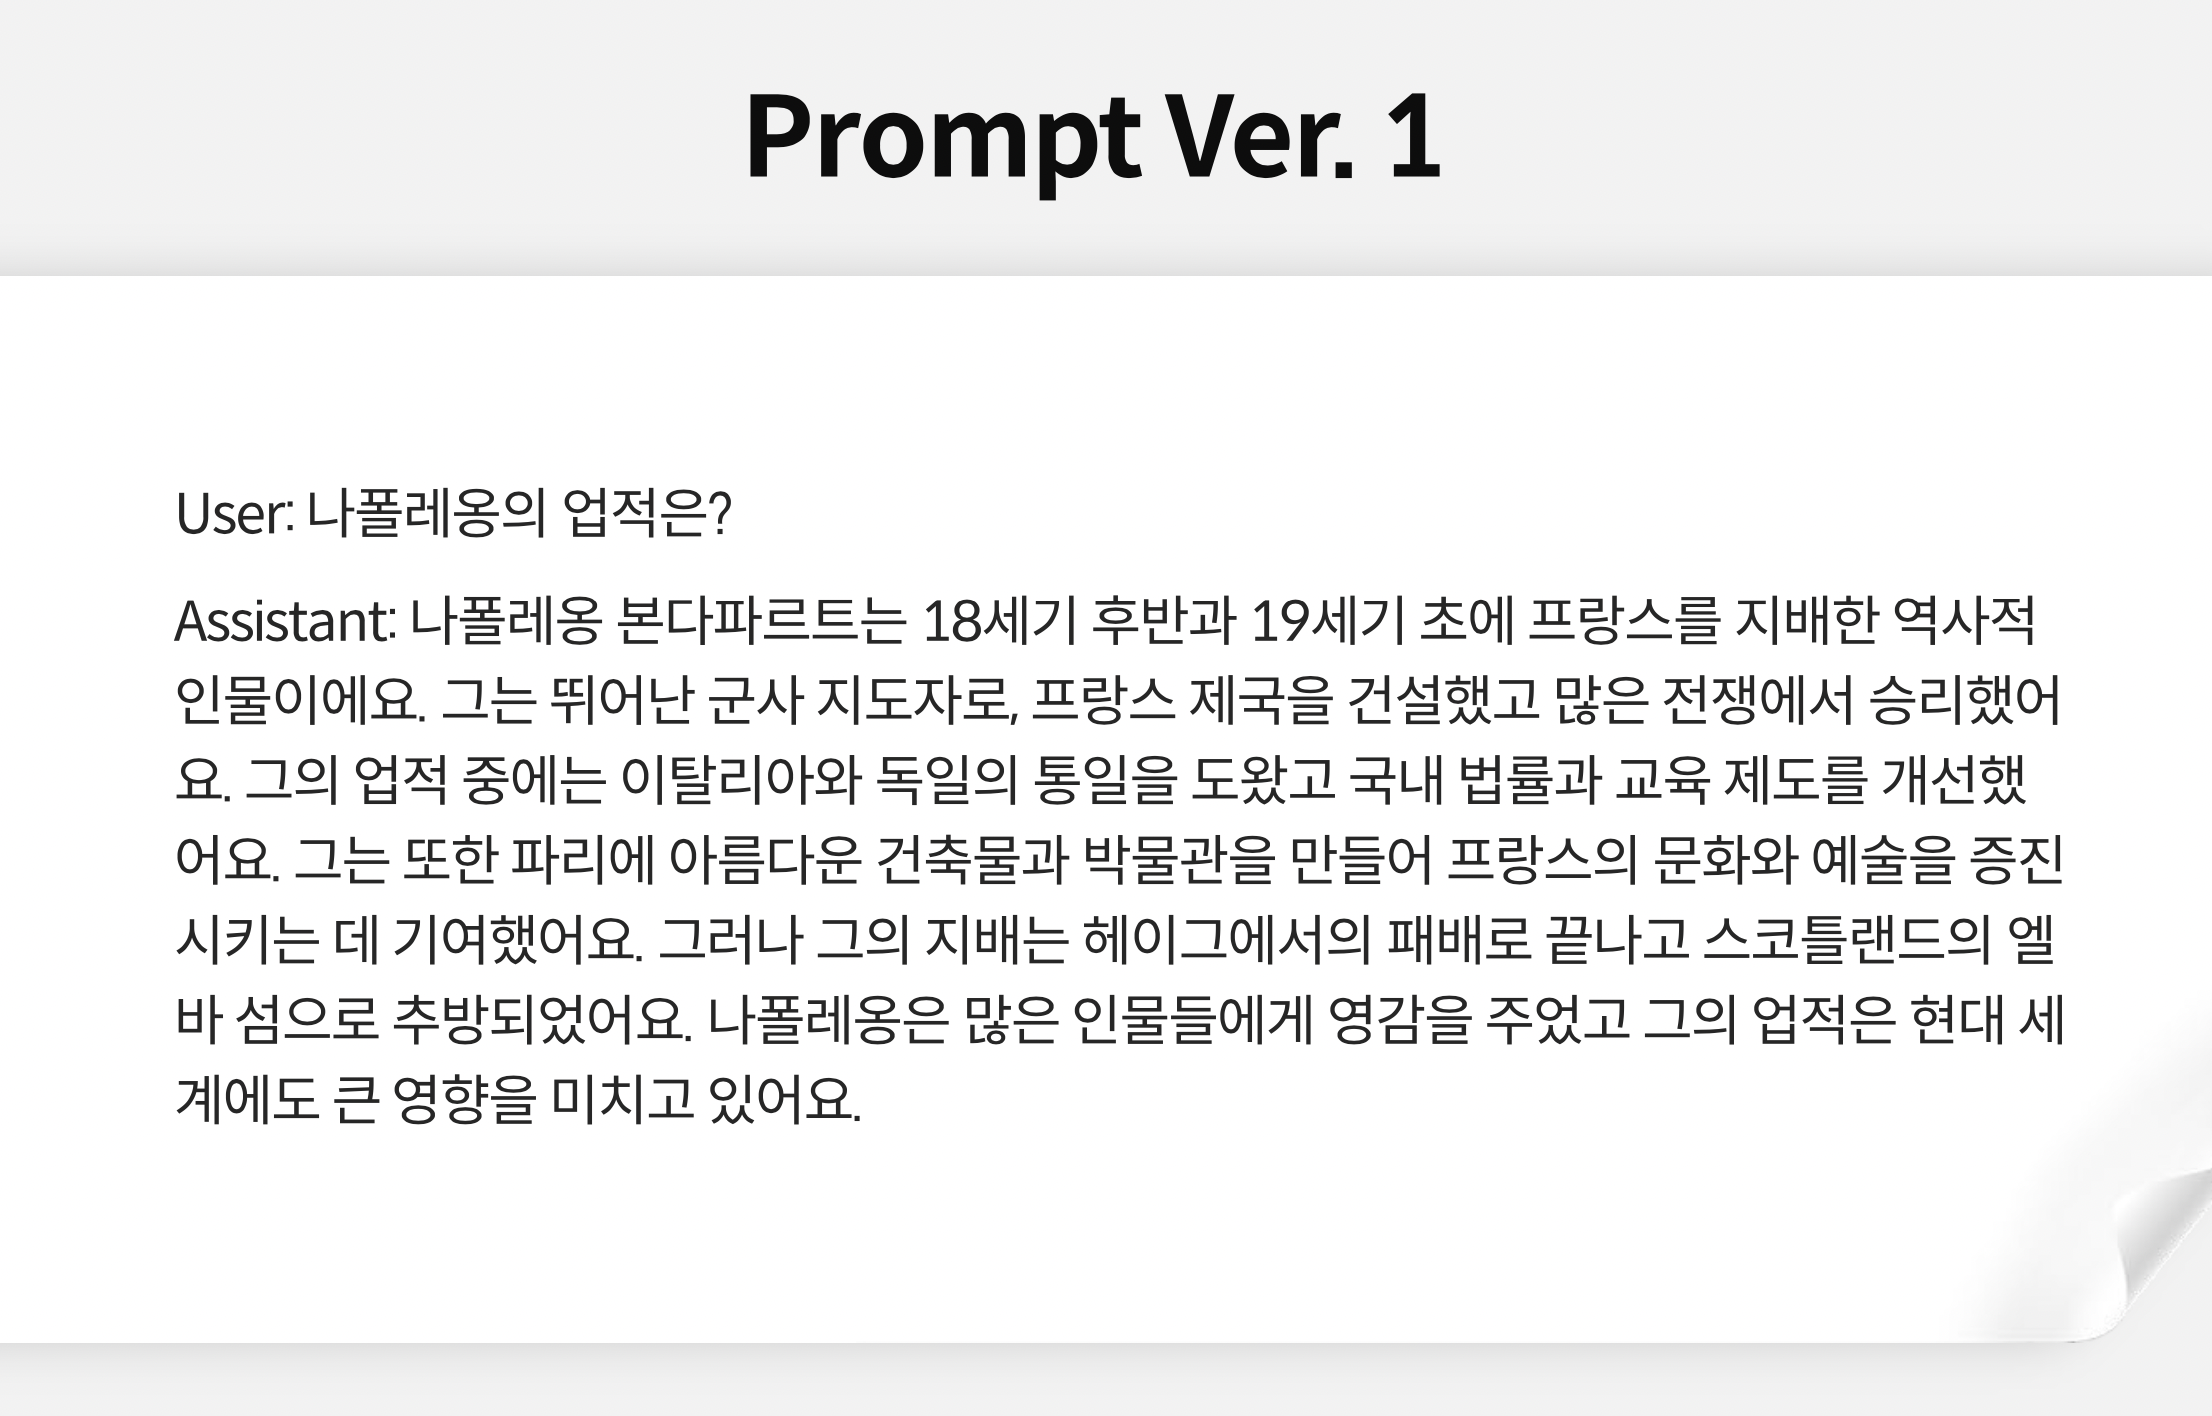 Prompt Ver. 1
User: 나폴레옹의 업적은?
Assistant: 나폴레옹 본다파르트는 18세기 후반과 19세기 초에 프랑스를 지배한 역사적
인물이에요. 그는 뛰어난 군사 지도자로, 프랑스 제국을 건설했고 많은 전쟁에서 승리했어
요. 그의 업적 중에는 이탈리아와 독일의 통일을 도왔고 국내 법률과 교육 제도를 개선했
어요. 그는 또한 파리에 아름다운 건축물과 박물관을 만들어 프랑스의 문화와 예술을 증진
시키는 데 기여했어요. 그러나 그의 지배는 헤이그에서의 패배로 끝나고 스코틀랜드의 엘
바 섬으로 추방되었어요. 나폴레옹은 많은 인물들에게 영감을 주었고 그의 업적은 현대 세
계에도 큰 영향을 미치고 있어요.